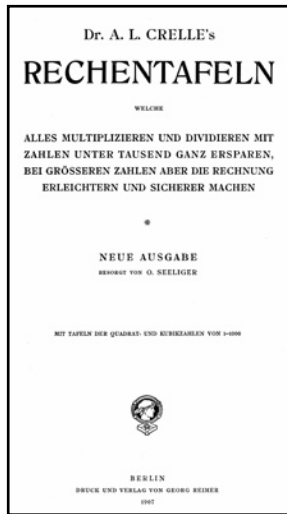 Dr. A. L. CRELLE's
RECHENTAFELN
WELCHE
ALLES MULTIPLIZIEREN UND DIVIDIEREN MIT
ZAHLEN UNTER TAUSEND GANZ ERSPAREN,
BEI GRÖSSEREN ZAHLEN ABER DIE RECHNUNG
ERLEICHTERN UND SICHERER MACHEN
*
NEUE AUSGABE
BESORGT VON O. SEELIGER
MIT TAFELN DER QUADRAT- UND KUBIKZAHLEN VON 1-1000
BERLIN
DRUCK UND VERLAG VON GEORG REIMER
1907